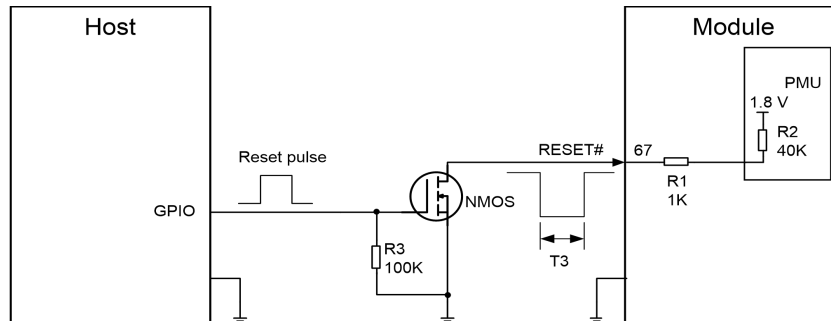 Host
Module
PMU
1.8 V
R2
40K
Reset pulse
RESET#
67
R1
1K
GPIO
NMOS
R3
100K
T3